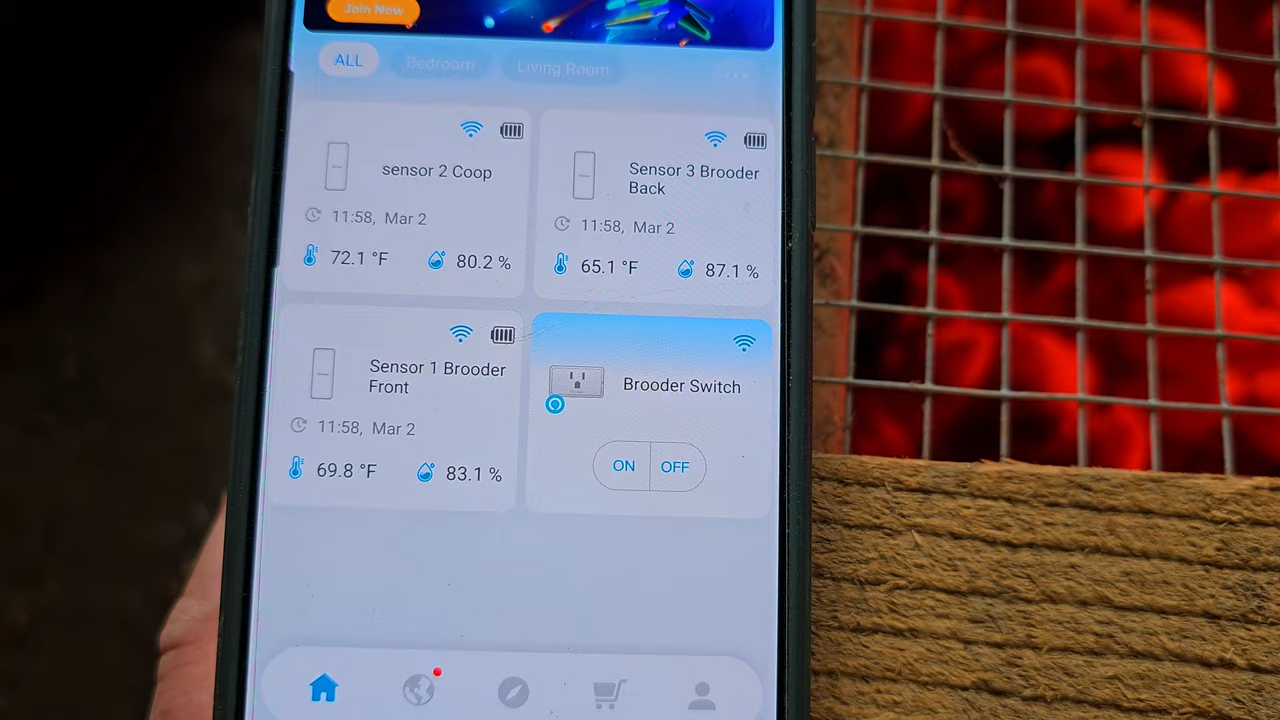 Join Now
ALL
Bedroom
Living Room
sensor 2 Coop
11:58, Mar 2
72.1 °F
80.2 %
Sensor 3 Brooder
Back
11:58, Mar 2
65.1 °F
87.1 %
Sensor 1 Brooder
Front
11:58, Mar 2
69.8 °F
83.1 %
Brooder Switch
ON
OFF